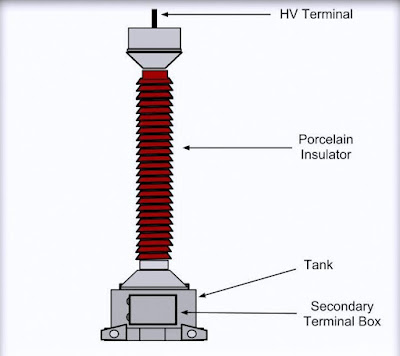 HV Terminal
Porcelain
Insulator
Tank
Secondary
Terminal Box